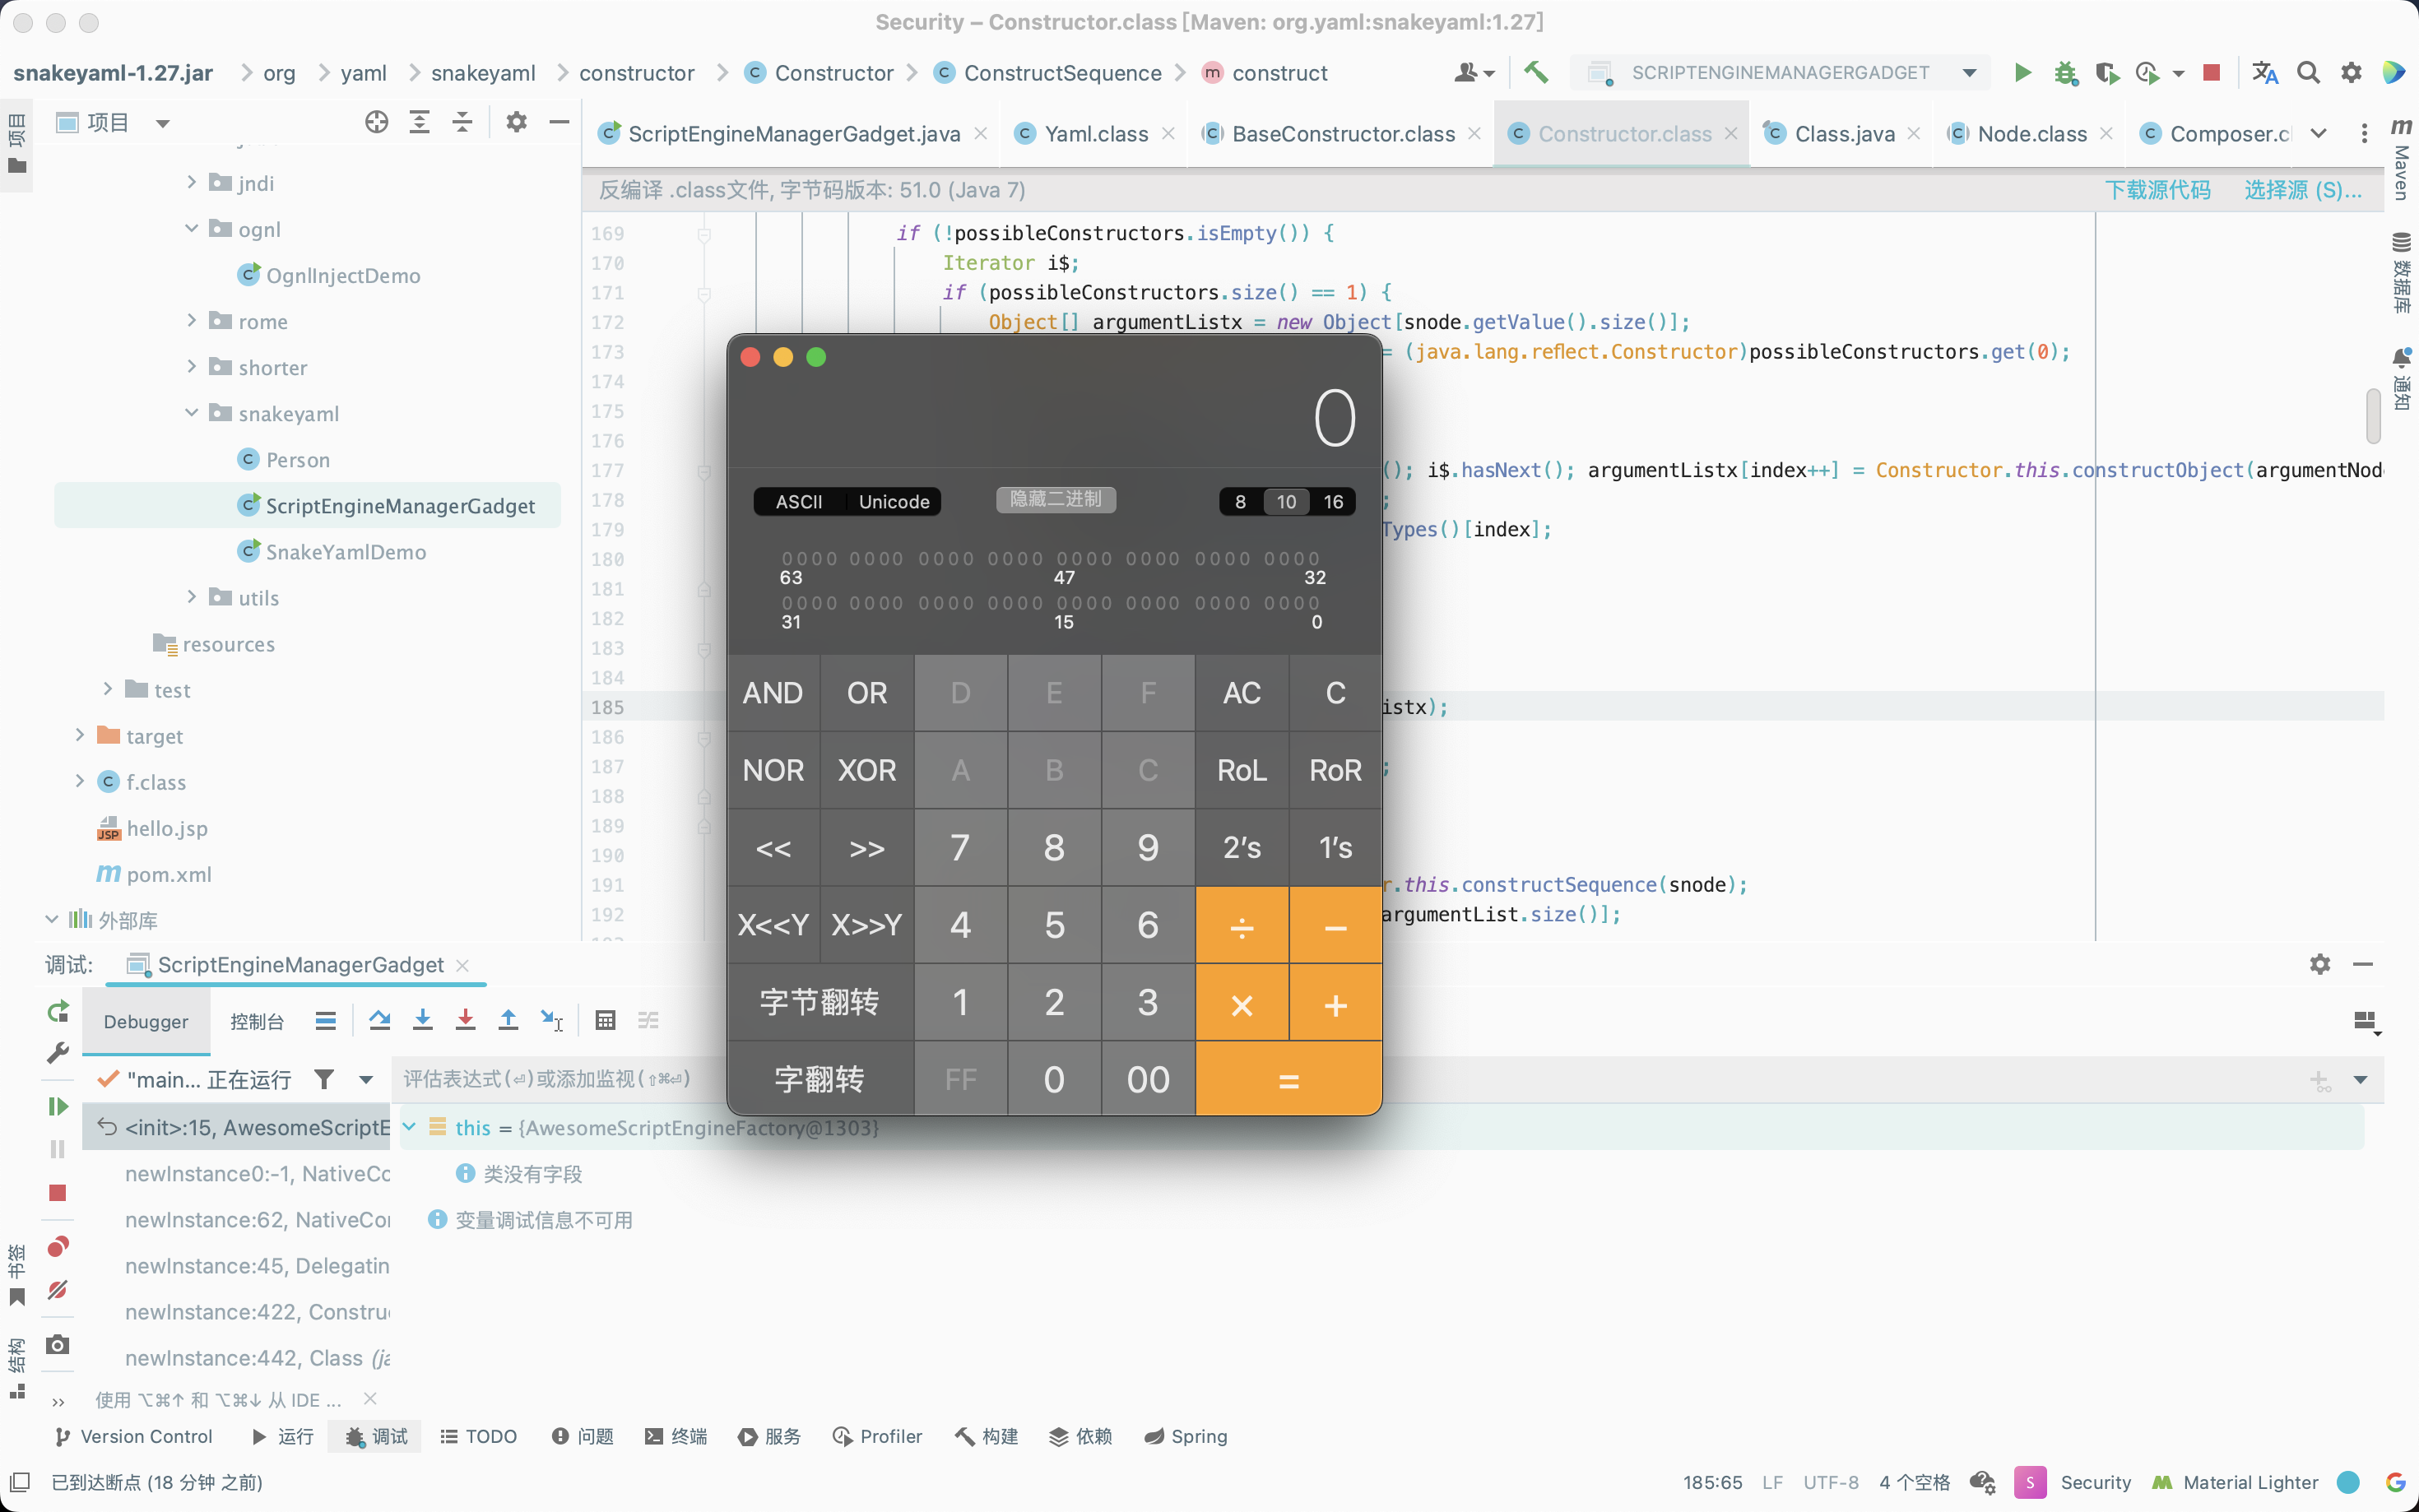 Security – Constructor.class [Maven: org.yaml:snakeyaml:1.27]
snakeyaml-1.27.jar org yaml snakeyaml constructor Constructor ConstructSequence construct SCRIPTENGINEMANAGERGADGET
项目
项目
ScriptEngineManagerGadget.java Yaml.class BaseConstructor.class Constructor.class Class.java Node.class Composer.cl
反编译 .class文件, 字节码版本: 51.0 (Java 7) 下载源代码 选择源 (S)...
Maven
数据库
通知
jndi
ognl
OgnlInjectDemo
rome
shorter
snakeyaml
Person
ScriptEngineManagerGadget
SnakeYamlDemo
utils
resources
test
target
f.class
hello.jsp
pom.xml
外部库
169 if (!possibleConstructors.isEmpty()) {
170 Iterator i$;
171 if (possibleConstructors.size() == 1) {
172 Object[] argumentListx = new Object[snode.getValue().size()];
173 = (java.lang.reflect.Constructor)possibleConstructors.get(0);
174
175
176
177 (); i$.hasNext(); argumentListx[index++] = Constructor.this.constructObject(argumentNod
178 ;
179 Types()[index];
180
181
182
183
184
185 istx);
186
187 ;
188
189
190
191 r.this.constructSequence(snode);
192 argumentList.size()];
0
ASCII Unicode 隐藏二进制 8 10 16
0000 0000 0000 0000 0000 0000 0000 0000
63 47 32
0000 0000 0000 0000 0000 0000 0000 0000
31 15 0
AND OR D E F AC C
NOR XOR A B C RoL RoR
<< >> 7 8 9 2’s 1’s
X<<Y X>>Y 4 5 6 ÷ −
字节翻转 1 2 3 × +
字翻转 FF 0 00 =
调试: ScriptEngineManagerGadget
Debugger 控制台
"main... 正在运行 评估表达式(⏎)或添加监视(⇧⌘⏎)
<init>:15, AwesomeScriptE
this = {AwesomeScriptEngineFactory@1303}
newInstance0:-1, NativeCo
类没有字段
newInstance:62, NativeCon
变量调试信息不可用
newInstance:45, Delegatin
newInstance:422, Constru
newInstance:442, Class (ja
书签
结构
» 使用 ⌥⌘↑ 和 ⌥⌘↓ 从 IDE ...
Version Control 运行 调试 TODO 问题 终端 服务 Profiler 构建 依赖 Spring
已到达断点 (18 分钟 之前) 185:65 LF UTF-8 4 个空格 S Security Material Lighter